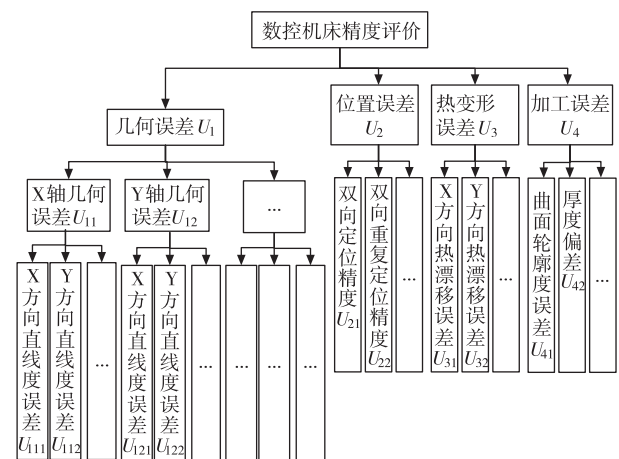 数控机床精度评价
几何误差U₁
位置误差
U₂
热变形
误差U₃
加工误差
U₄
X轴几何
误差U₁₁
Y轴几何
误差U₁₂
...
双向定位精度U₂₁
双向重复定位精度U₂₂
...
X方向热漂移误差U₃₁
Y方向热漂移误差U₃₂
...
曲面轮廓度误差U₄₁
厚度偏差U₄₂
...
X方向直线度误差U₁₁₁
Y方向直线度误差U₁₁₂
...
X方向直线度误差U₁₂₁
Y方向直线度误差U₁₂₂
...
...
...
...